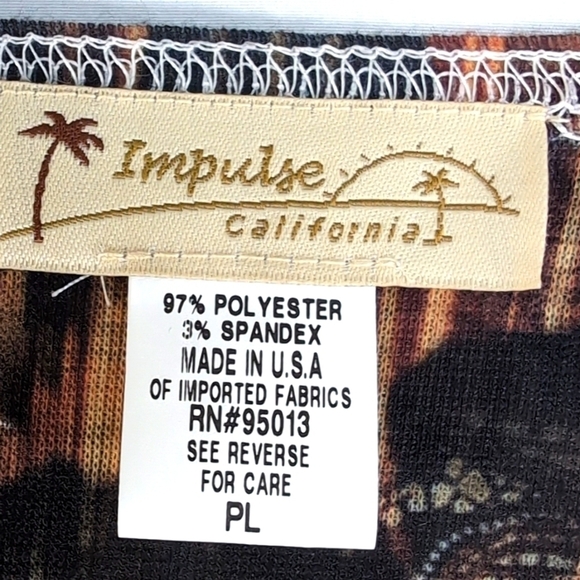 Impulse
California
97% POLYESTER
3% SPANDEX
MADE IN U.S.A
OF IMPORTED FABRICS
RN#95013
SEE REVERSE
FOR CARE
PL